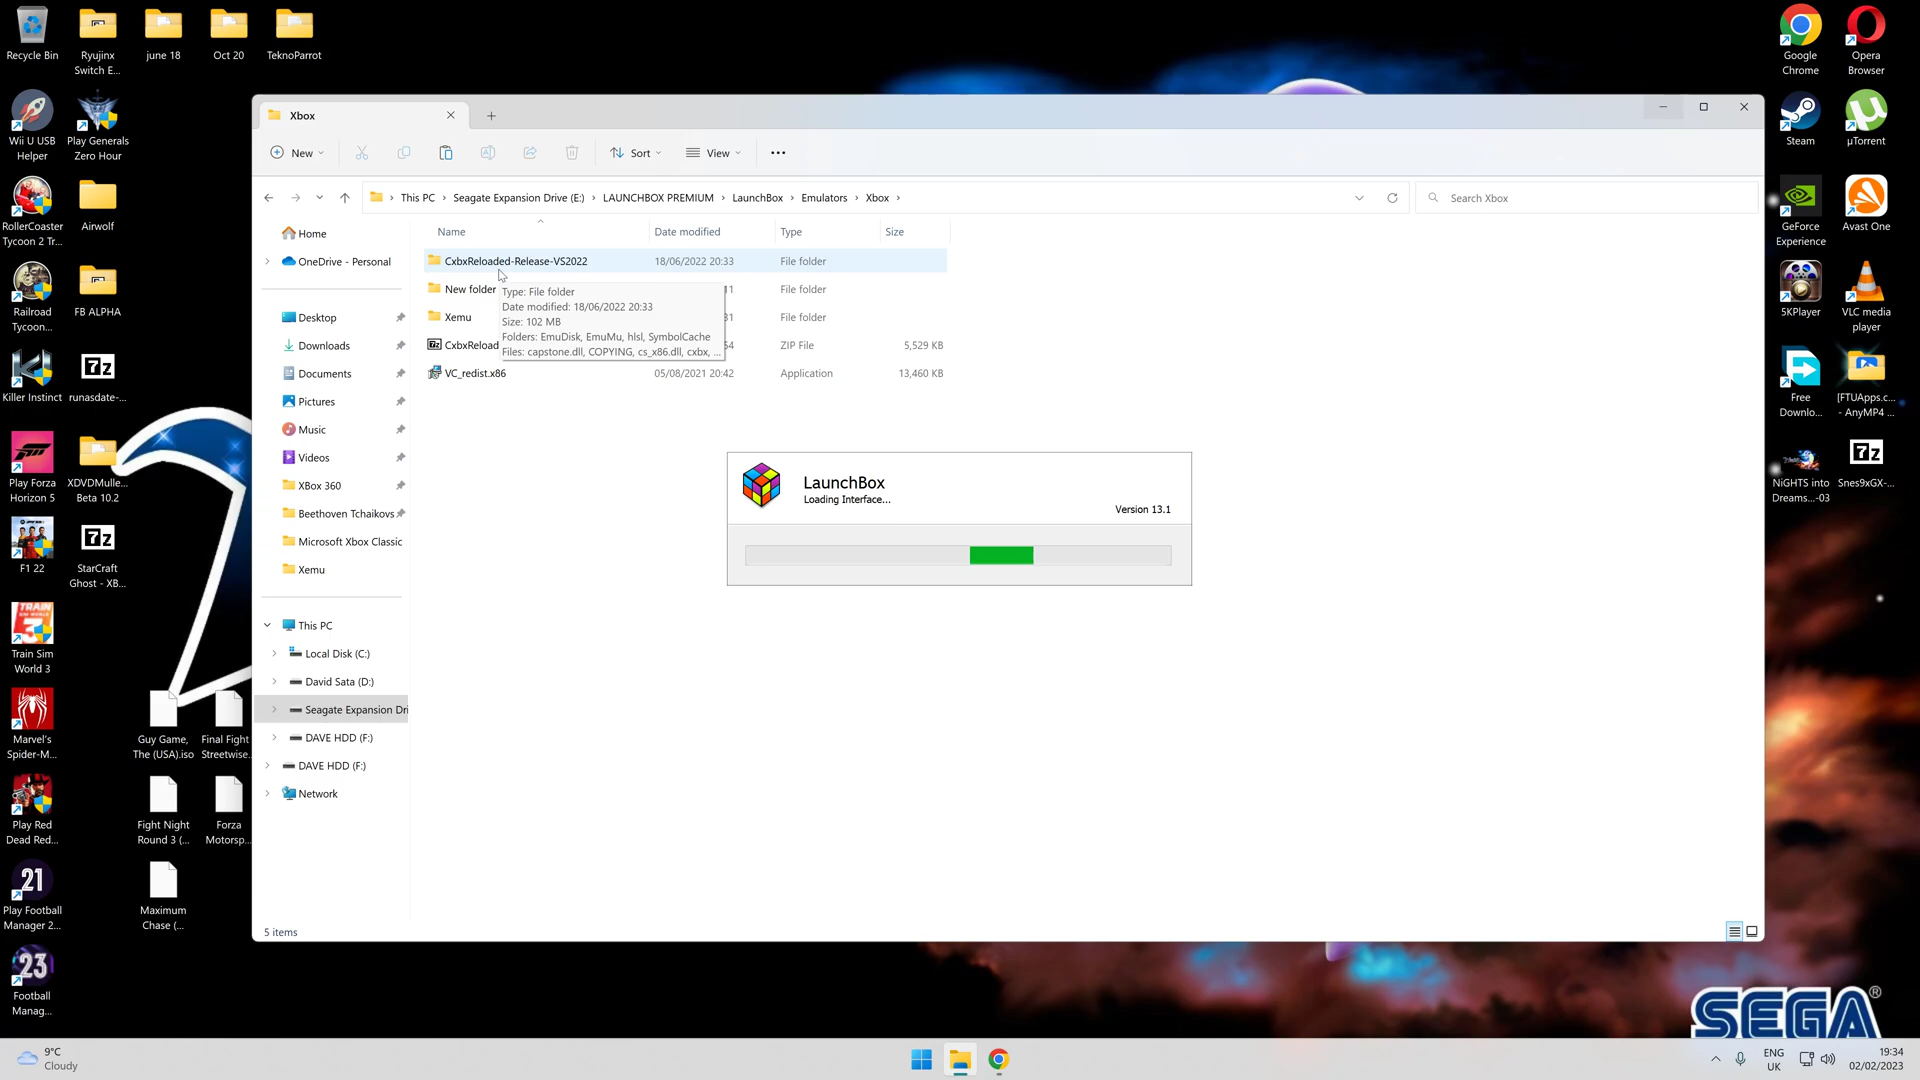 Recycle Bin
Ryujinx
Switch E...
june 18
Oct 20
TeknoParrot
Wii U USB
Helper
Play Generals
Zero Hour
RollerCoaster
Tycoon 2 Tr...
Airwolf
Railroad
Tycoon...
FB ALPHA
Killer Instinct
runasdate-...
Play Forza
Horizon 5
XDVDMulle...
Beta 10.2
F1 22
StarCraft
Ghost - XB...
Train Sim
World 3
Marvel's
Spider-M...
Guy Game,
The (USA).iso
Final Fight
Streetwise...
Play Red
Dead Red...
Fight Night
Round 3 (...
Forza
Motorsp...
Play Football
Manager 2...
Maximum
Chase (...
Football
Manag...
Xbox
New
Sort
View
This PC
Seagate Expansion Drive (E:)
LAUNCHBOX PREMIUM
LaunchBox
Emulators
Xbox
Search Xbox
Home
OneDrive - Personal
Desktop
Downloads
Documents
Pictures
Music
Videos
XBox 360
Beethoven Tchaikovs
Microsoft Xbox Classic
Xemu
This PC
Local Disk (C:)
David Sata (D:)
Seagate Expansion Dri
DAVE HDD (F:)
DAVE HDD (F:)
Network
Name Date modified Type Size
CxbxReloaded-Release-VS2022 18/06/2022 20:33 File folder
New folder 11 File folder
Xemu 31 File folder
CxbxReload 54 ZIP File 5,529 KB
VC_redist.x86 05/08/2021 20:42 Application 13,460 KB
Type: File folder
Date modified: 18/06/2022 20:33
Size: 102 MB
Folders: EmuDisk, EmuMu, hlsl, SymbolCache
Files: capstone.dll, COPYING, cs_x86.dll, cxbx, ...
LaunchBox
Loading Interface...
Version 13.1
5 items
Google
Chrome
Opera
Browser
Steam
µTorrent
GeForce
Experience
Avast One
5KPlayer
VLC media
player
Free
Downlo...
[FTUApps.c...
- AnyMP4 ...
NiGHTS into
Dreams...-03
Snes9xGX-...
7z
7z
7z
7z
21
23
SEGA®
9°C
Cloudy
ENG
UK
19:34
02/02/2023